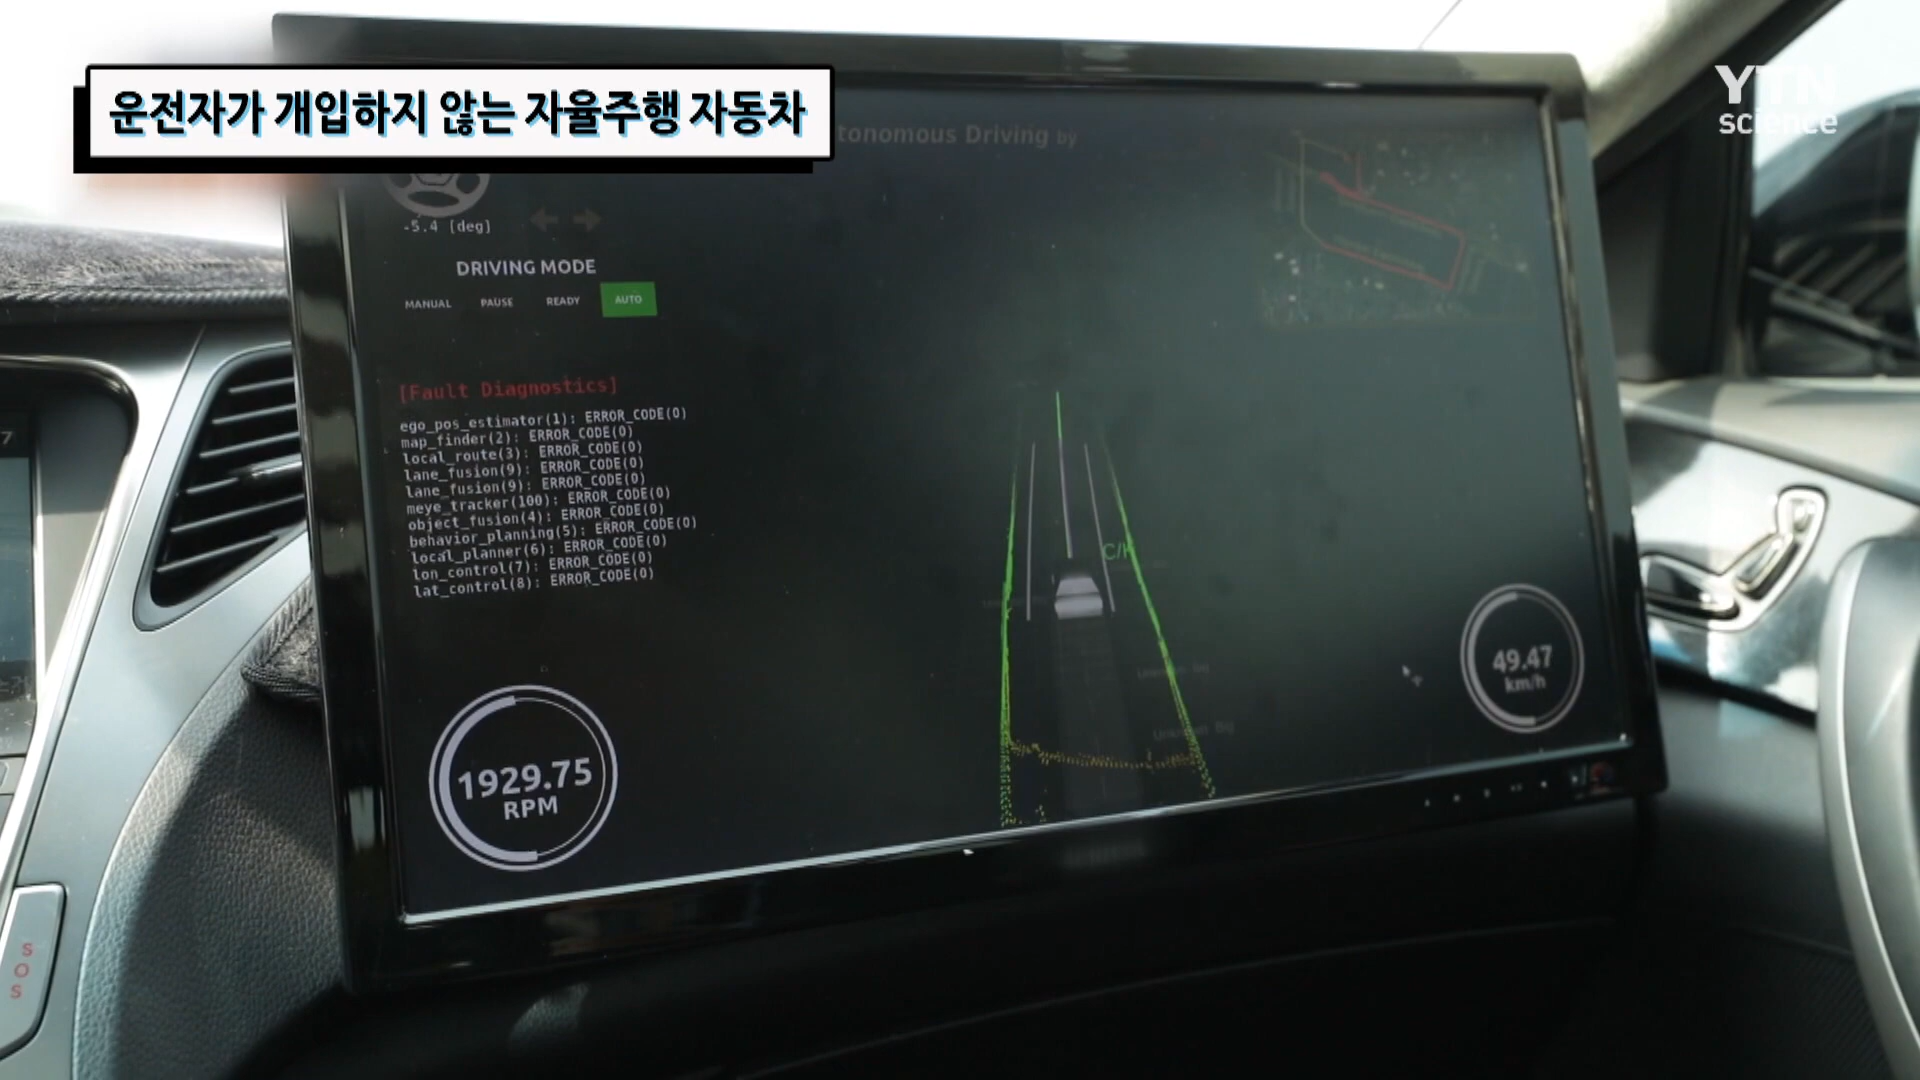 운전자가 개입하지 않는 자율주행 자동차
YTN
science
tonomous Driving by
-5.4 [deg]
DRIVING MODE
MANUAL PAUSE READY AUTO
[Fault Diagnostics]
ego_pos_estimator(1): ERROR_CODE(0)
map_finder(2): ERROR_CODE(0)
local_route(3): ERROR_CODE(0)
lane_fusion(9): ERROR_CODE(0)
lane_fusion(9): ERROR_CODE(0)
meye_tracker(100): ERROR_CODE(0)
object_fusion(4): ERROR_CODE(0)
behavior_planning(5): ERROR_CODE(0)
local_planner(6): ERROR_CODE(0)
lon_control(7): ERROR_CODE(0)
lat_control(8): ERROR_CODE(0)
49.47
km/h
1929.75
RPM
SOS
7